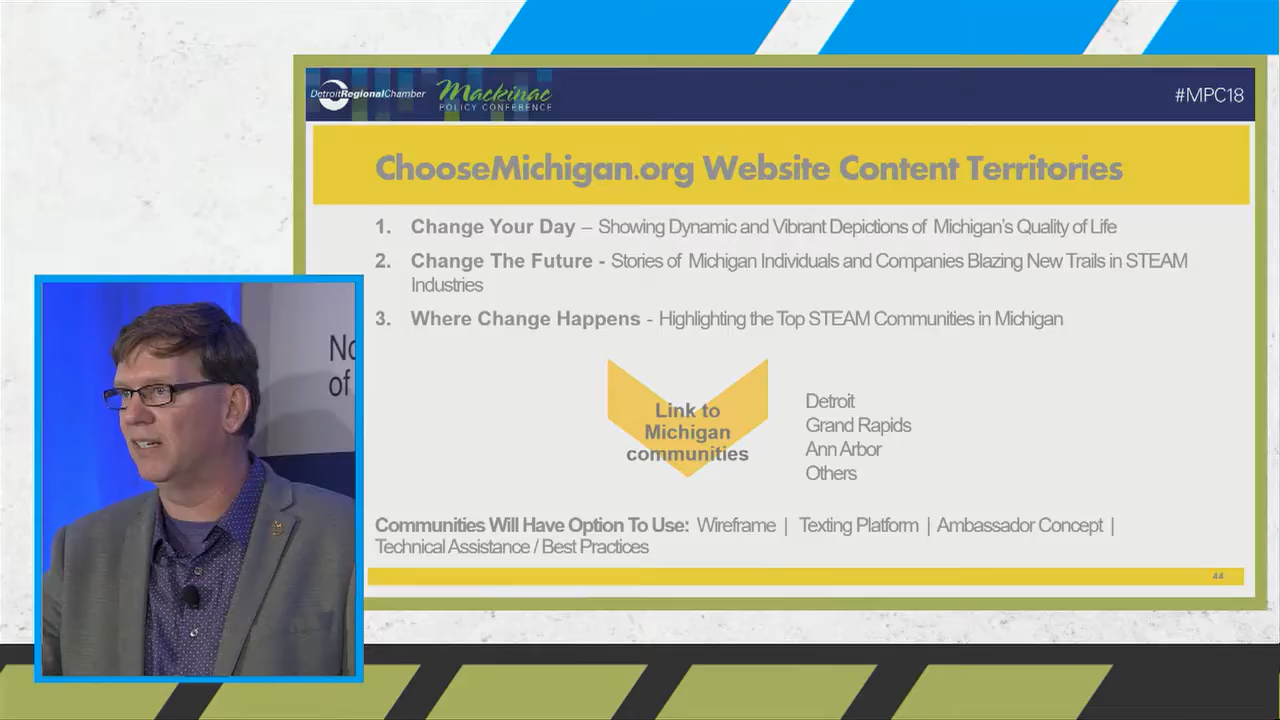 DetroitRegionalChamber
Mackinac
POLICY CONFERENCE
#MPC18
ChooseMichigan.org Website Content Territories
1. Change Your Day – Showing Dynamic and Vibrant Depictions of Michigan's Quality of Life
2. Change The Future - Stories of Michigan Individuals and Companies Blazing New Trails in STEAM
Industries
3. Where Change Happens - Highlighting the Top STEAM Communities in Michigan
Link to
Michigan
communities
Detroit
Grand Rapids
Ann Arbor
Others
Communities Will Have Option To Use: Wireframe | Texting Platform | Ambassador Concept |
Technical Assistance / Best Practices
44
No
of